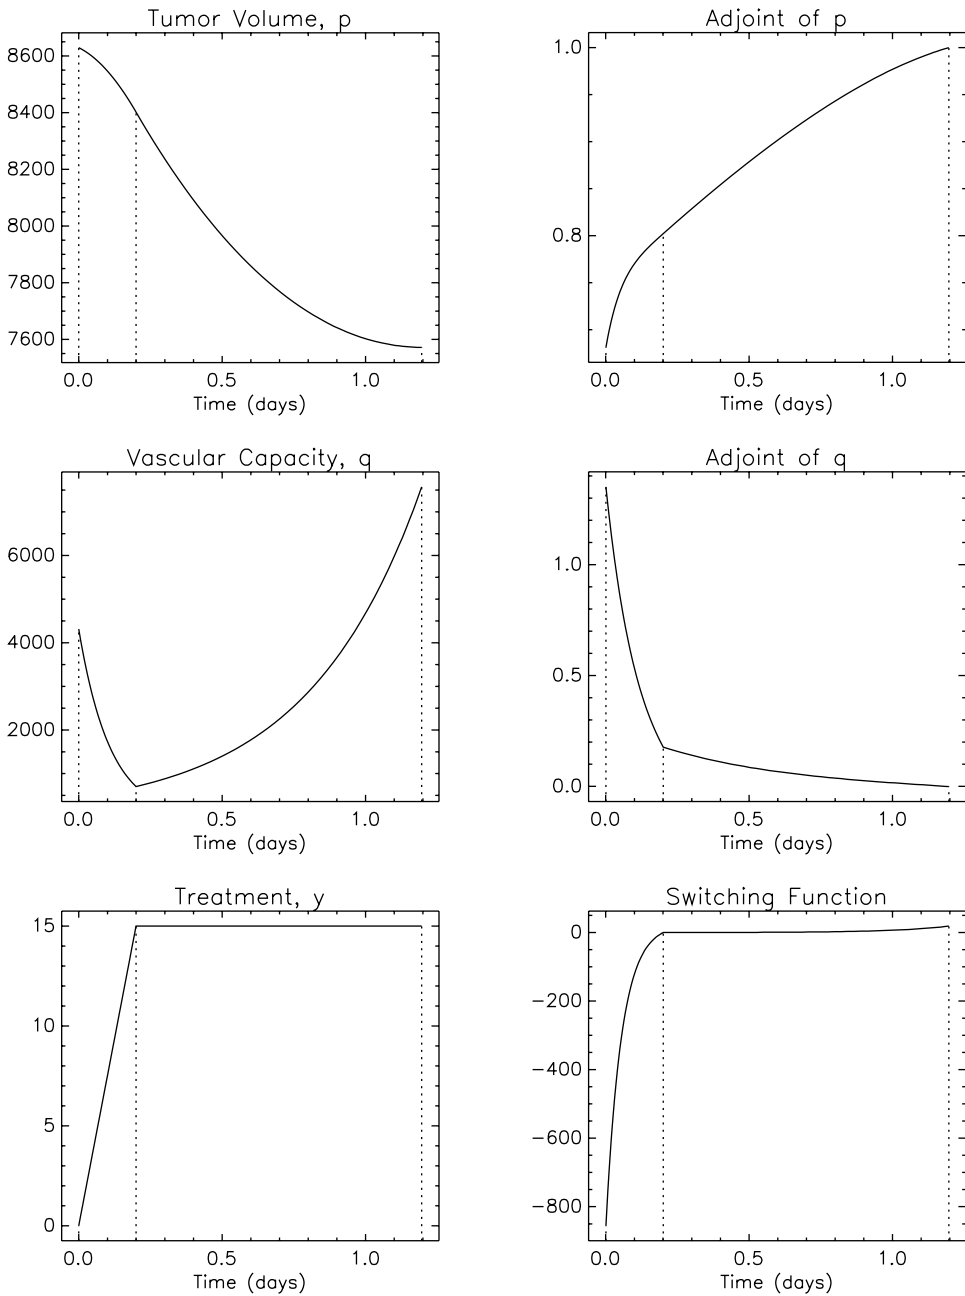 Tumor Volume, p
8600
8400
8200
8000
7800
7600
0.0 0.5 1.0
Time (days)
Adjoint of p
1.0
0.8
0.0 0.5 1.0
Time (days)
Vascular Capacity, q
6000
4000
2000
0.0 0.5 1.0
Time (days)
Adjoint of q
1.0
0.5
0.0
0.0 0.5 1.0
Time (days)
Treatment, y
15
10
5
0
0.0 0.5 1.0
Time (days)
Switching Function
0
−200
−400
−600
−800
0.0 0.5 1.0
Time (days)